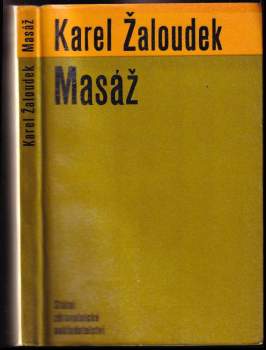 Karel Žaloudek
Masáž
Státní
zdravotnické
nakladatelství
Karel Žaloudek Masáž